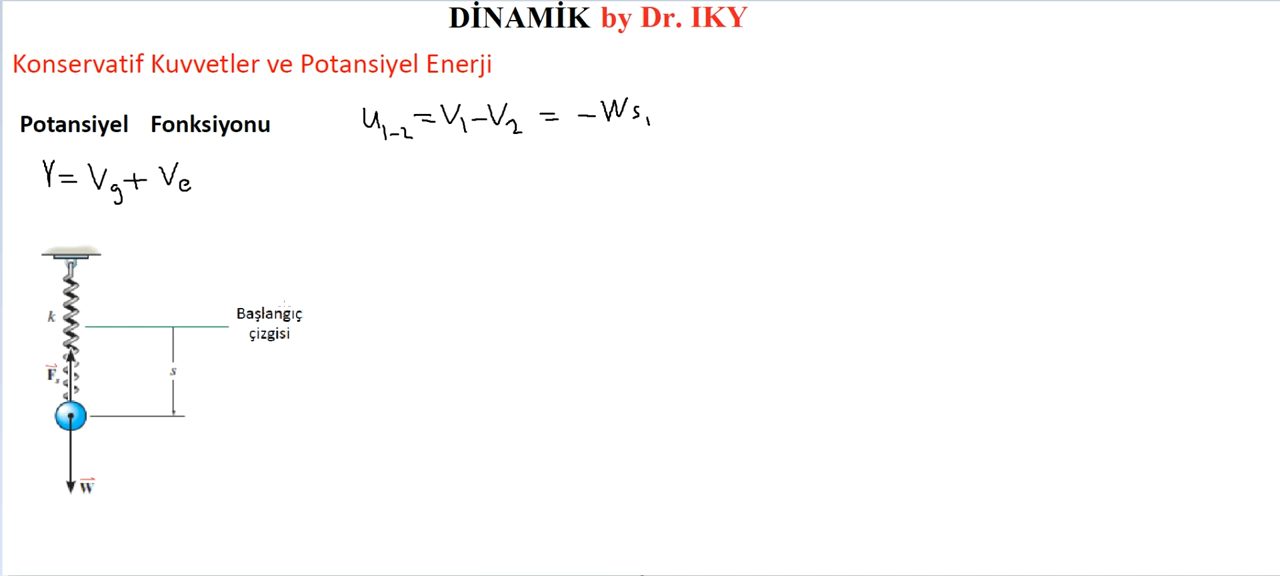 DİNAMİK by Dr. IKY
Konservatif Kuvvetler ve Potansiyel Enerji
Potansiyel Fonksiyonu
U₁₋₂ = V₁ - V₂ = - Ws₁
V = Vg + Ve
Başlangıç
çizgisi
k
s
Fs
W